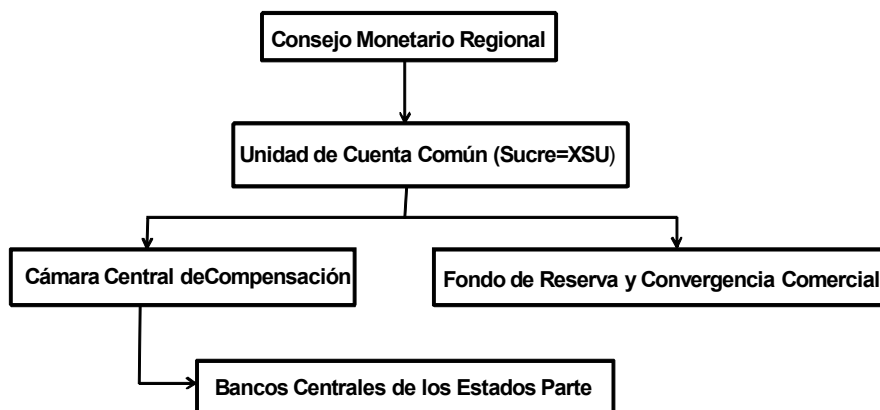 Consejo Monetario Regional
Unidad de Cuenta Común (Sucre=XSU)
Cámara Central deCompensación
Fondo de Reserva y Convergencia Comercial
Bancos Centrales de los Estados Parte